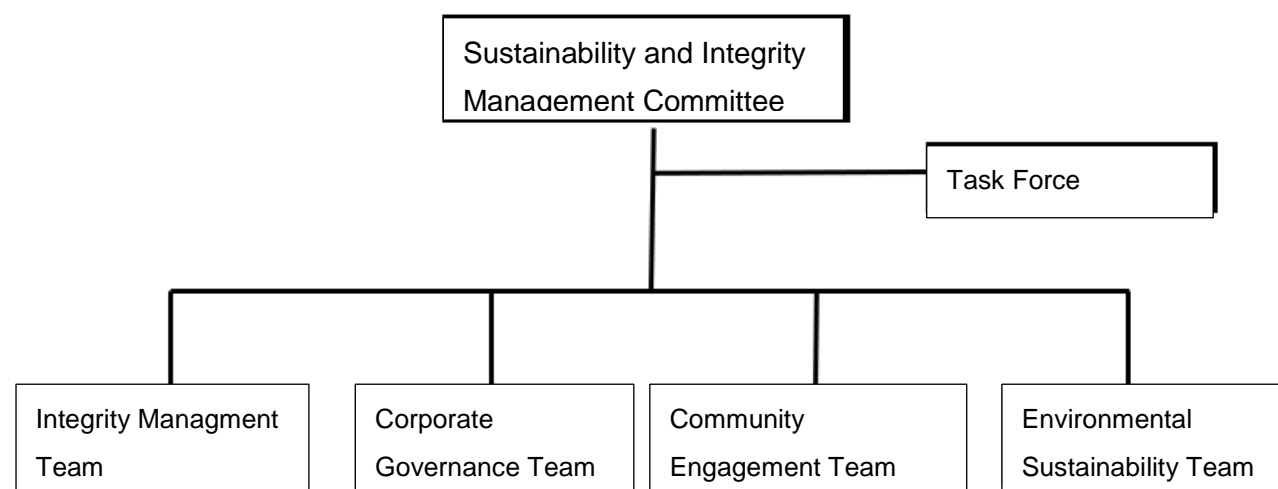 Sustainability and Integrity
Management Committee
Task Force
Integrity Managment
Team
Corporate
Governance Team
Community
Engagement Team
Environmental
Sustainability Team